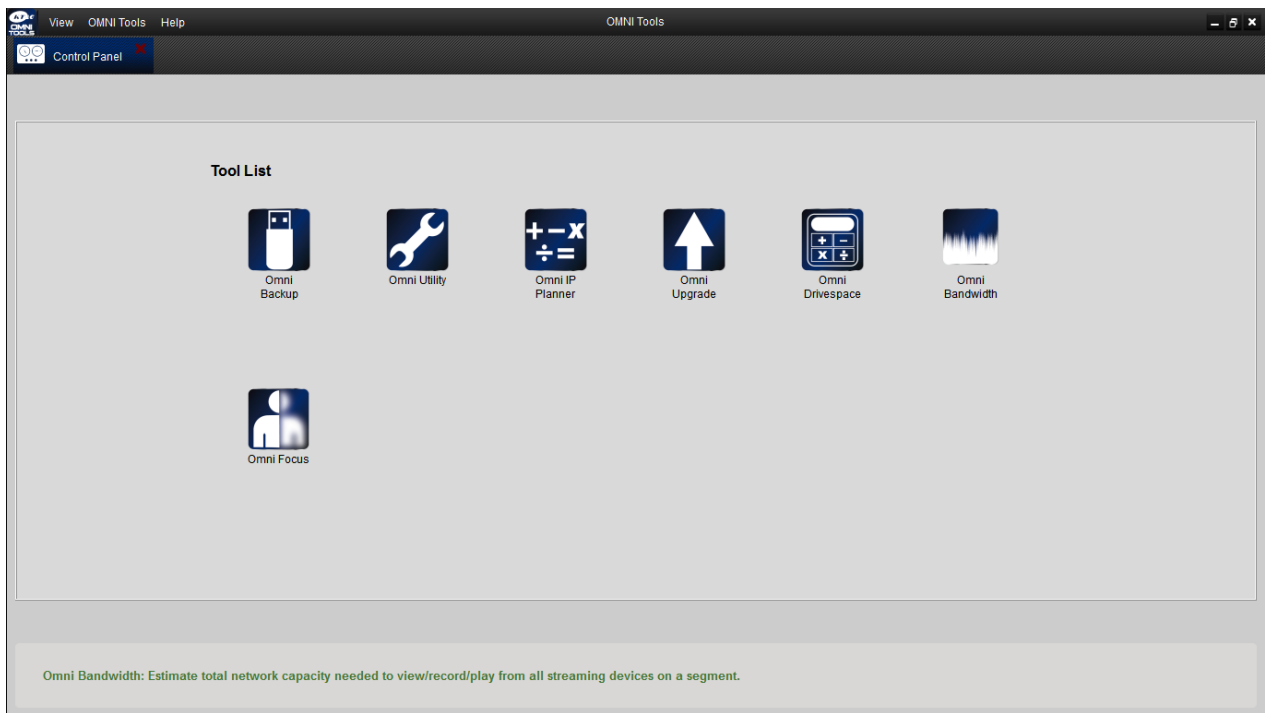 OMNI
TOOLS
View OMNI Tools Help
OMNI Tools
Control Panel
Tool List
Omni
Backup
Omni Utility
Omni IP
Planner
Omni
Upgrade
Omni
Drivespace
Omni
Bandwidth
Omni Focus
Omni Bandwidth: Estimate total network capacity needed to view/record/play from all streaming devices on a segment.